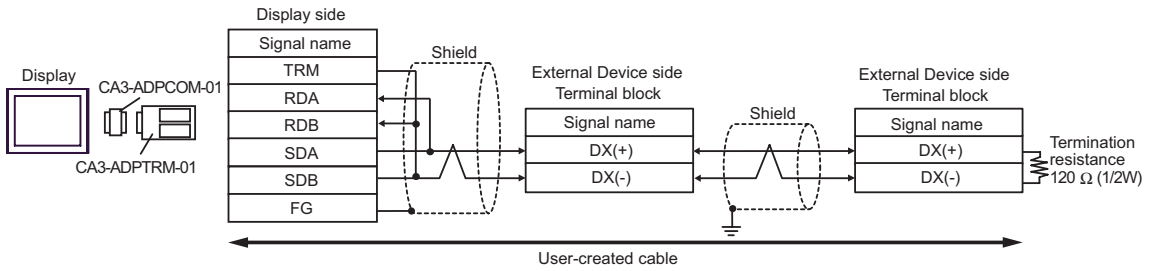 Display
CA3-ADPCOM-01
CA3-ADPTRM-01
Display side
Signal name
TRM
RDA
RDB
SDA
SDB
FG
Shield
External Device side
Terminal block
Signal name
DX(+)
DX(-)
Shield
External Device side
Terminal block
Signal name
DX(+)
DX(-)
Termination
resistance
120 Ω (1/2W)
User-created cable